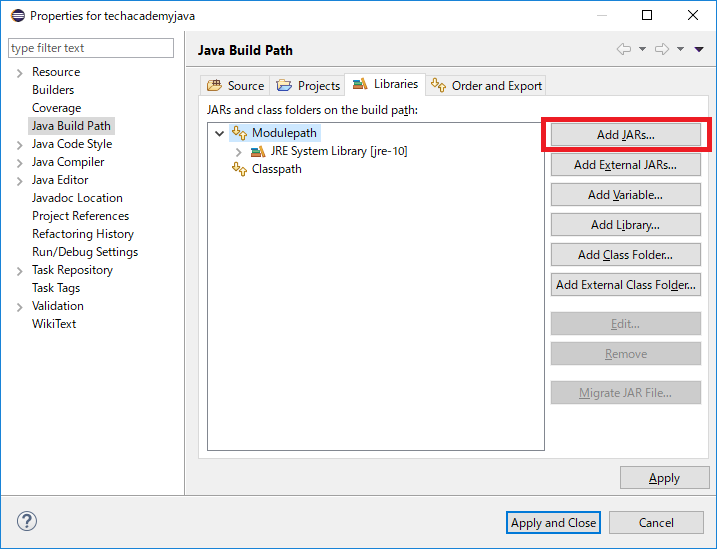 Properties for techacademyjava
type filter text
Resource
Builders
Coverage
Java Build Path
Java Code Style
Java Compiler
Java Editor
Javadoc Location
Project References
Refactoring History
Run/Debug Settings
Task Repository
Task Tags
Validation
WikiText
Java Build Path
Source
Projects
Libraries
Order and Export
JARs and class folders on the build path:
Modulepath
JRE System Library [jre-10]
Classpath
Add JARs...
Add External JARs...
Add Variable...
Add Library...
Add Class Folder...
Add External Class Folder...
Edit...
Remove
Migrate JAR File...
Apply
?
Apply and Close
Cancel